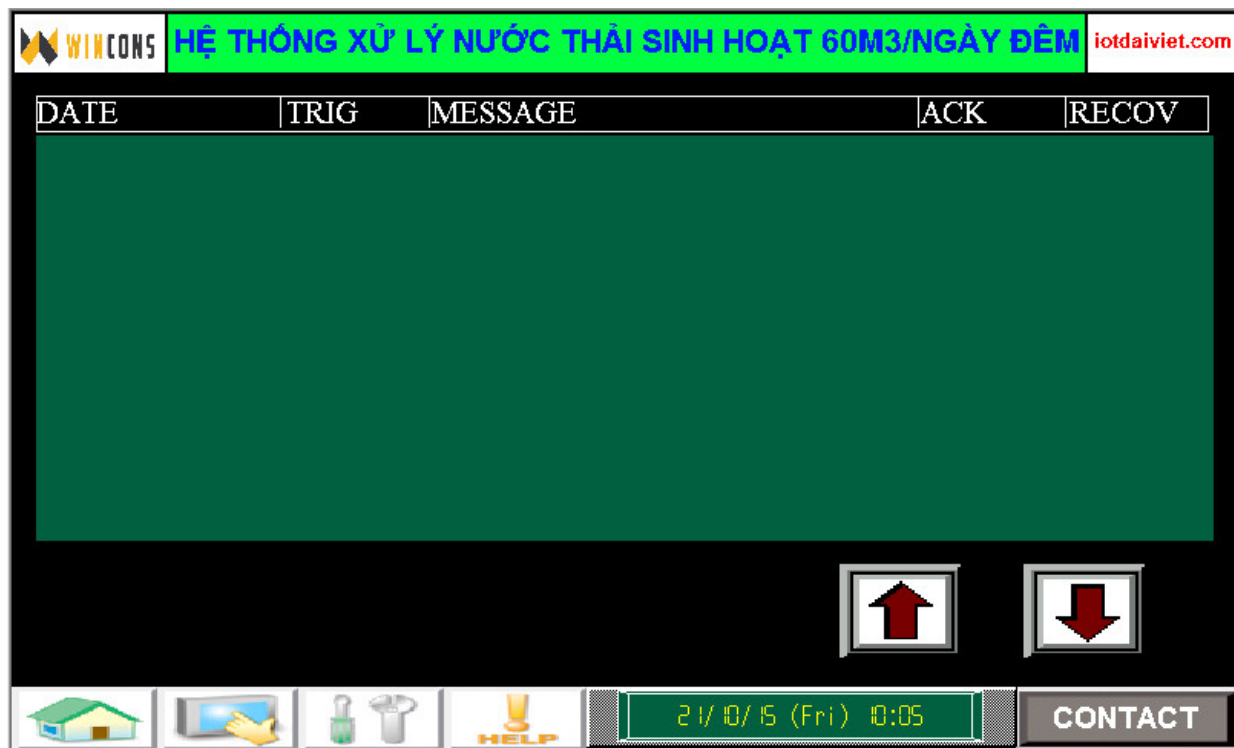 WINCONS HỆ THỐNG XỬ LÝ NƯỚC THẢI SINH HOẠT 60M3/NGÀY ĐÊM iotdaiviet.com
DATE TRIG MESSAGE ACK RECOV
HELP 21/10/15 (Fri) 10:05 CONTACT